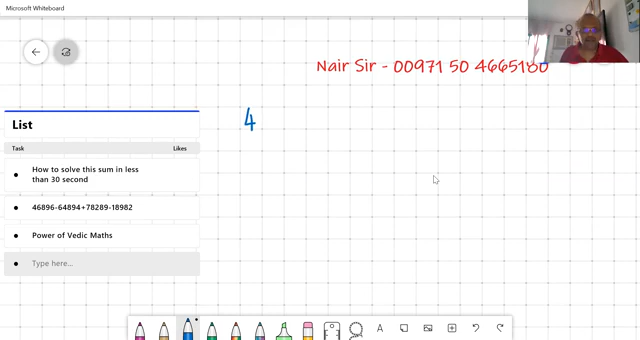 Microsoft Whiteboard
Nair Sir - 00971 50 4665180
4
List
Task Likes
How to solve this sum in less
than 30 second
46896-64894+78289-18982
Power of Vedic Maths
Type here...
A